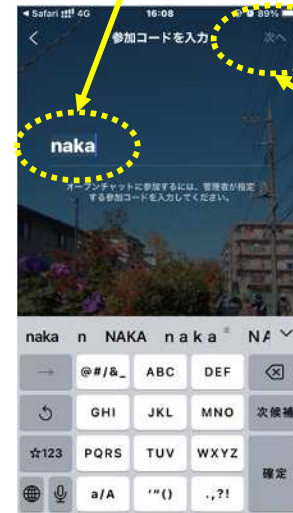 ◀ Safari 4G 16:08 89%
参加コードを入力 次へ
naka
オープンチャットに参加するには、管理者が指定
する参加コードを入力してください。
naka n NAKA naka NA
→ @#/&_ ABC DEF
GHI JKL MNO 次候補
☆123 PQRS TUV WXYZ
a/A '"() .,?! 確定